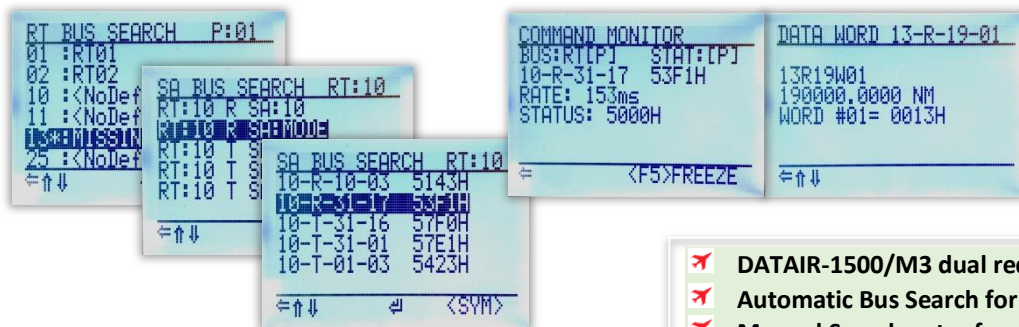 RT BUS SEARCH P:01
01 :RT01
02 :RT02
10 :<NoDef
11 :<NoDef
13*:MISSIN
25 :<NoDef
SA BUS SEARCH RT:10
RT:10 R SA:10
RT:10 R SA:MODE
RT:10 T S
RT:10 T S
RT:10 T S
SA BUS SEARCH RT:10
10-R-10-03 5143H
10-R-31-17 53F1H
10-T-31-16 57F0H
10-T-31-01 57E1H
10-T-01-03 5423H
<SYM>
COMMAND MONITOR
BUS:RT[P] STAT:[P]
10-R-31-17 53F1H
RATE: 153ms
STATUS: 5000H
<F5>FREEZE
DATA WORD 13-R-19-01
13R19W01
190000.0000 NM
WORD #01= 0013H
DATAIR-1500/M3 dual re
Automatic Bus Search for